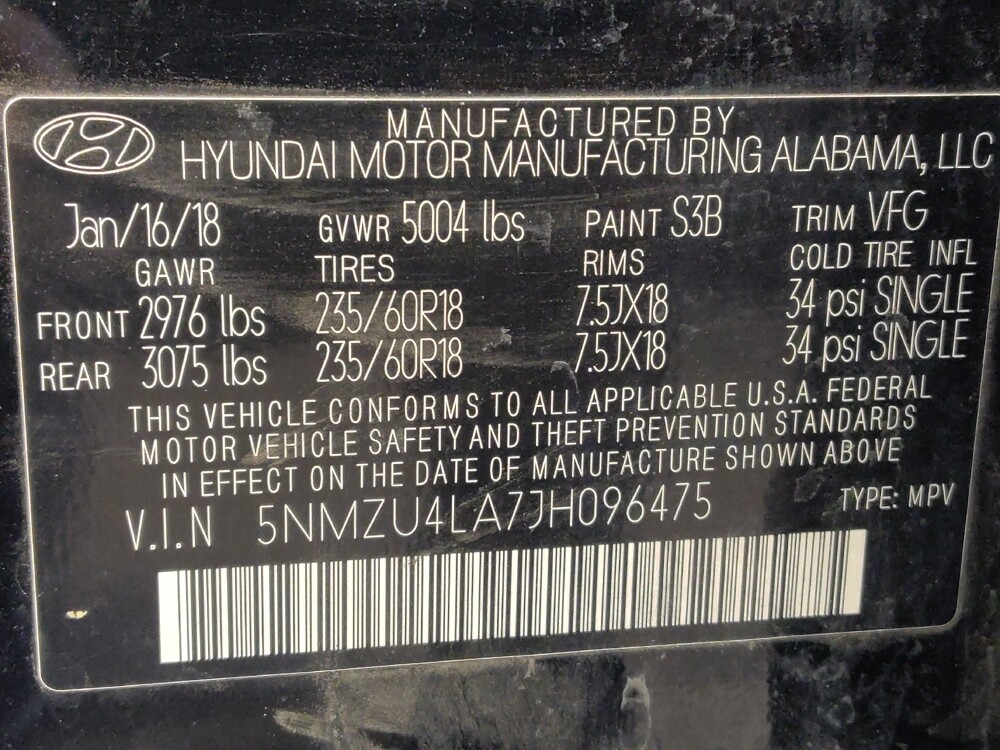 MANUFACTURED BY
HYUNDAI MOTOR MANUFACTURING ALABAMA, LLC
Jan/16/18 GVWR 5004 lbs PAINT S3B TRIM VFG
GAWR TIRES RIMS COLD TIRE INFL
FRONT 2976 lbs 235/60R18 7.5JX18 34 psi SINGLE
REAR 3075 lbs 235/60R18 7.5JX18 34 psi SINGLE
THIS VEHICLE CONFORMS TO ALL APPLICABLE U.S.A. FEDERAL
MOTOR VEHICLE SAFETY AND THEFT PREVENTION STANDARDS
IN EFFECT ON THE DATE OF MANUFACTURE SHOWN ABOVE
V.I.N 5NMZU4LA7JH096475 TYPE: MPV